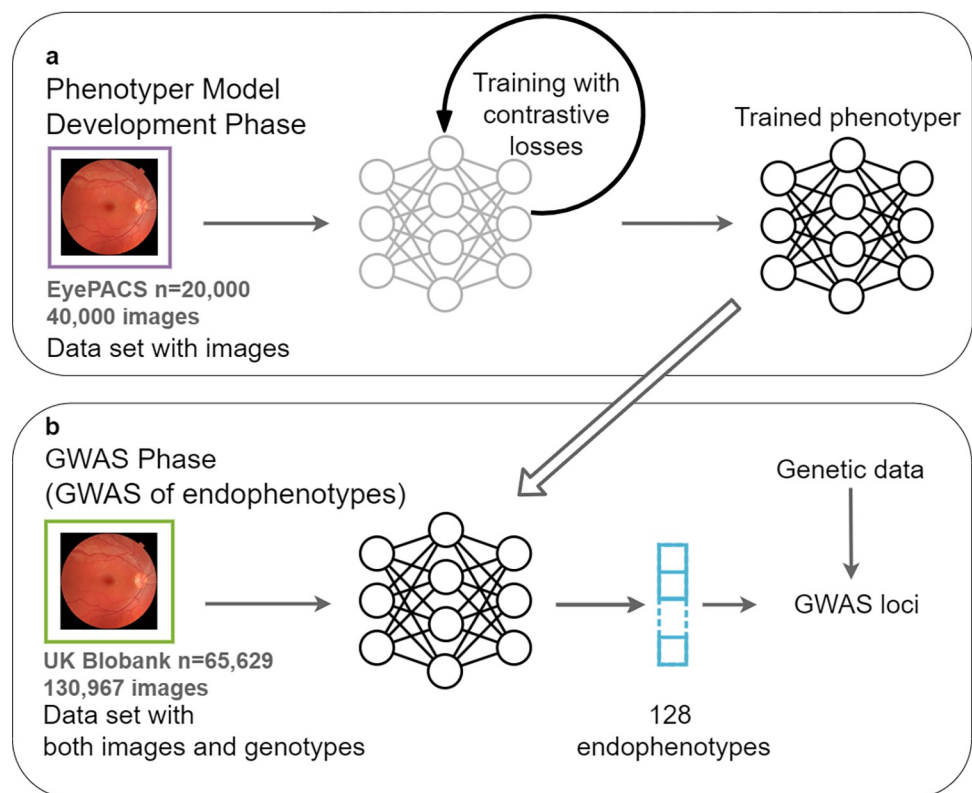 a
Phenotyper Model
Development Phase
Training with
contrastive
losses
Trained phenotyper
EyePACS n=20,000
40,000 images
Data set with images
b
GWAS Phase
(GWAS of endophenotypes)
Genetic data
GWAS loci
UK Blobank n=65,629
130,967 images
Data set with
both images and genotypes
128
endophenotypes